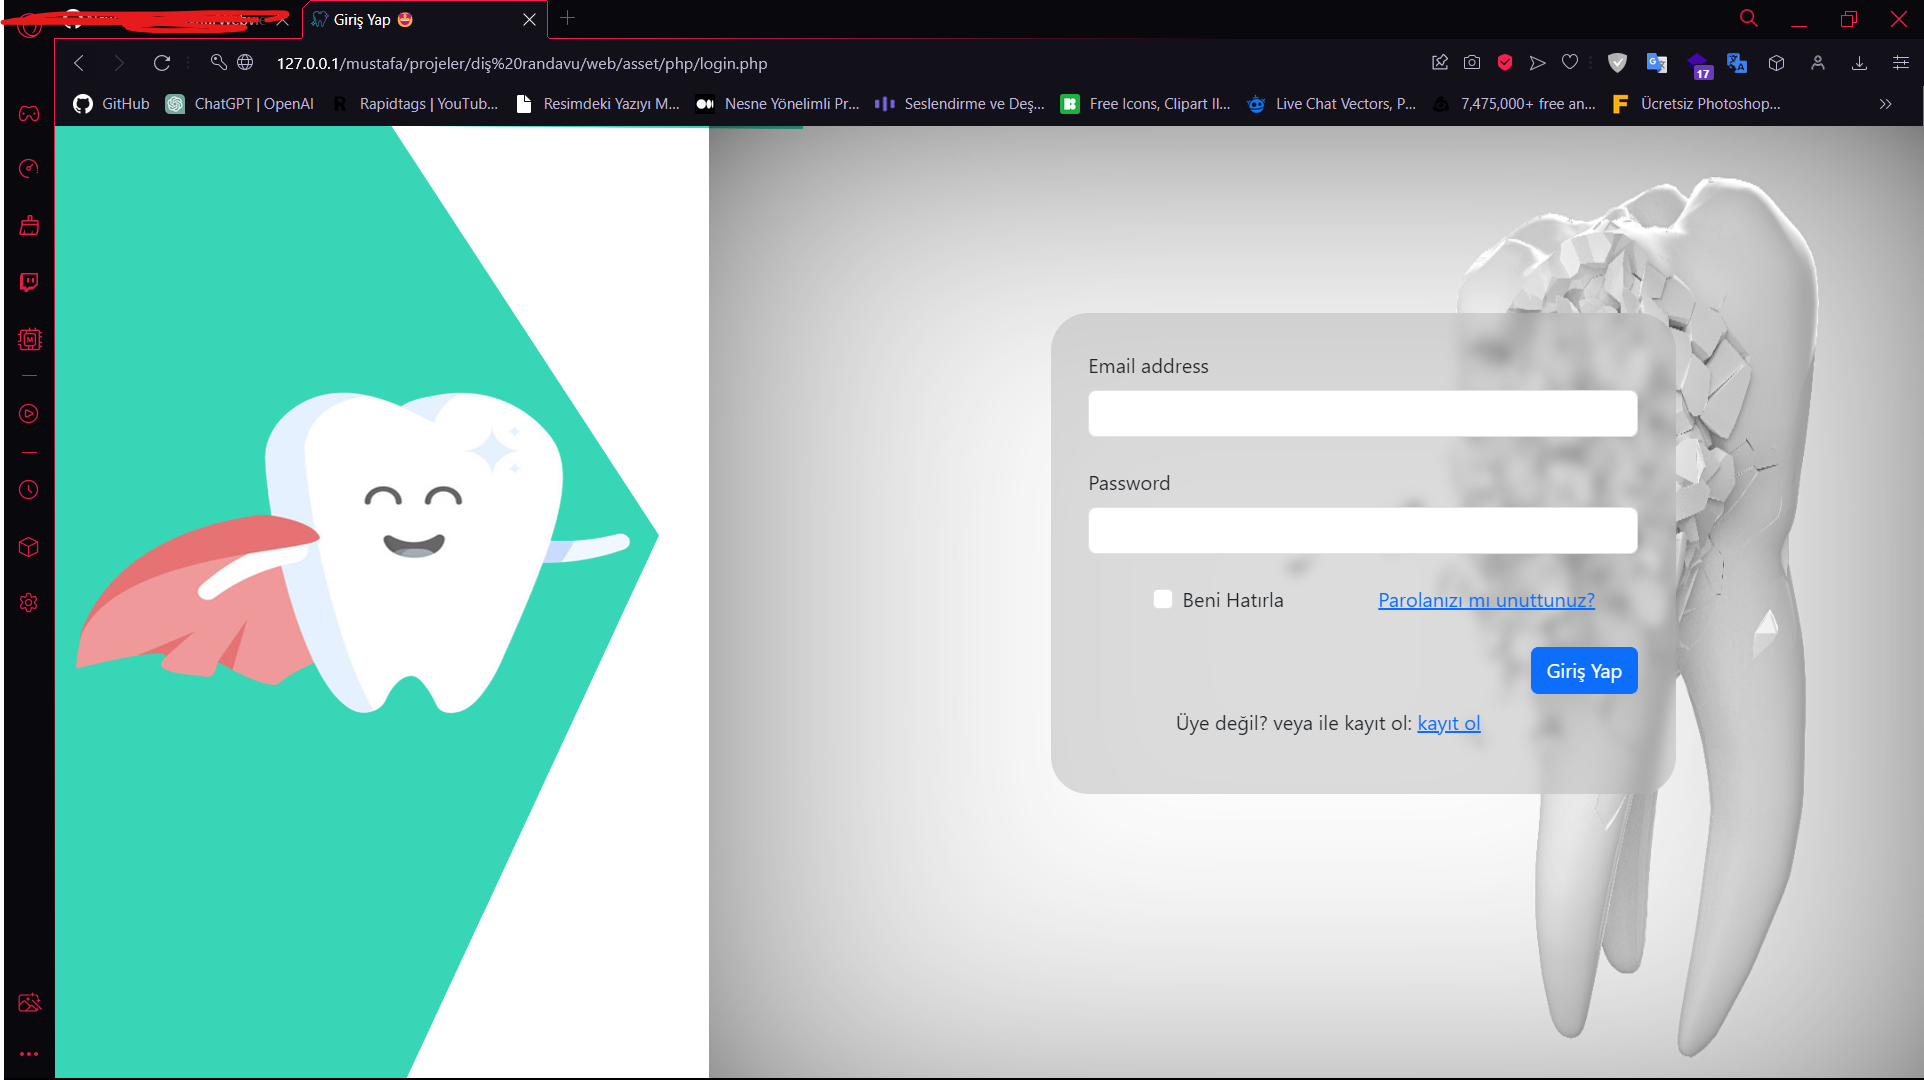 Giriş Yap 🤩
127.0.0.1/mustafa/projeler/diş%20randavu/web/asset/php/login.php
17
GitHub ChatGPT | OpenAI Rapidtags | YouTub... Resimdeki Yazıyı M... Nesne Yönelimli Pr... Seslendirme ve Deş... Free Icons, Clipart Il... Live Chat Vectors, P... 7,475,000+ free an... Ücretsiz Photoshop...
Email address
Password
Beni Hatırla Parolanızı mı unuttunuz?
Giriş Yap
Üye değil? veya ile kayıt ol: kayıt ol